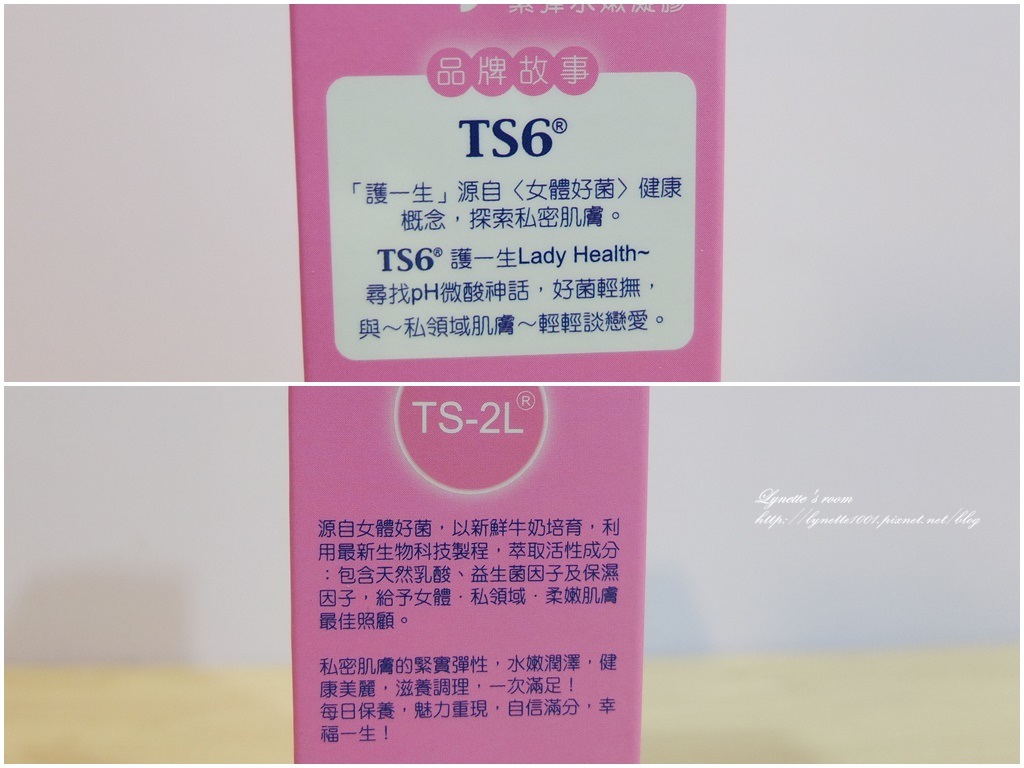 緊彈水嫩凝膠
品牌故事
TS6®
「護一生」源自〈女體好菌〉健康
概念，探索私密肌膚。
TS6® 護一生Lady Health~
尋找pH微酸神話，好菌輕撫，
與～私領域肌膚～輕輕談戀愛。
TS-2L®
源自女體好菌，以新鮮牛奶培育，利
用最新生物科技製程，萃取活性成分
：包含天然乳酸、益生菌因子及保濕
因子，給予女體‧私領域‧柔嫩肌膚
最佳照顧。
私密肌膚的緊實彈性，水嫩潤澤，健
康美麗，滋養調理，一次滿足！
每日保養，魅力重現，自信滿分，幸
福一生！
Lynette's room
http://lynette1001.pixnet.net/blog